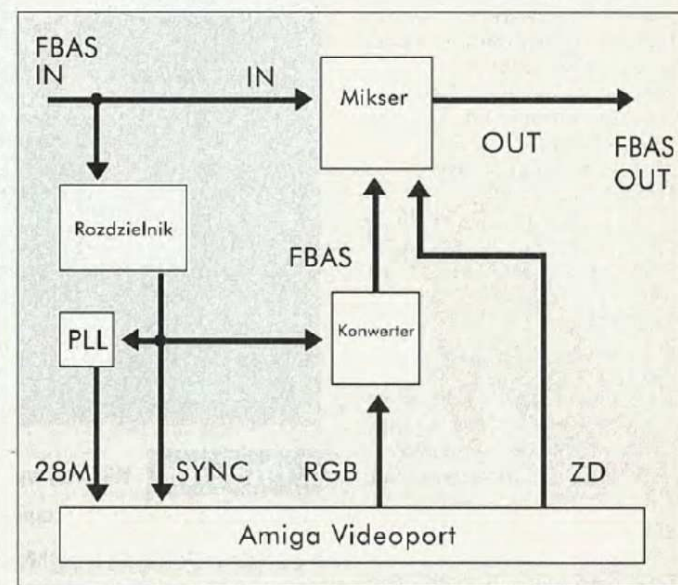 FBAS
IN
IN
Mikser
OUT
FBAS
OUT
Rozdzielnik
FBAS
PLL
Konwerter
28M
SYNC
RGB
ZD
Amiga Videoport